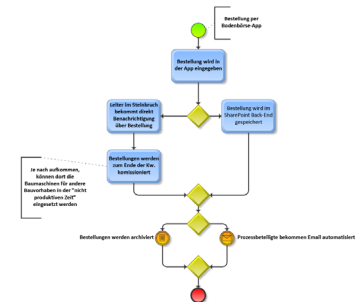 Bestellung per
Bodenbörse-App
Bestellung wird in
der App eingegeben
Leiter im Steinbruch
bekommt direkt
Benachrichtigung
über Bestellung
Bestellung wird im
SharePoint Back-End
gespeichert
Bestellungen werden
zum Ende der Kw.
komissioniert
Je nach aufkommen,
können dort die
Baumaschinen für andere
Bauvorhaben in der "nicht
produktiven Zeit"
eingesetzt werden
Bestellungen werden archiviert
Prozessbeteiligte bekommen Email automatisiert